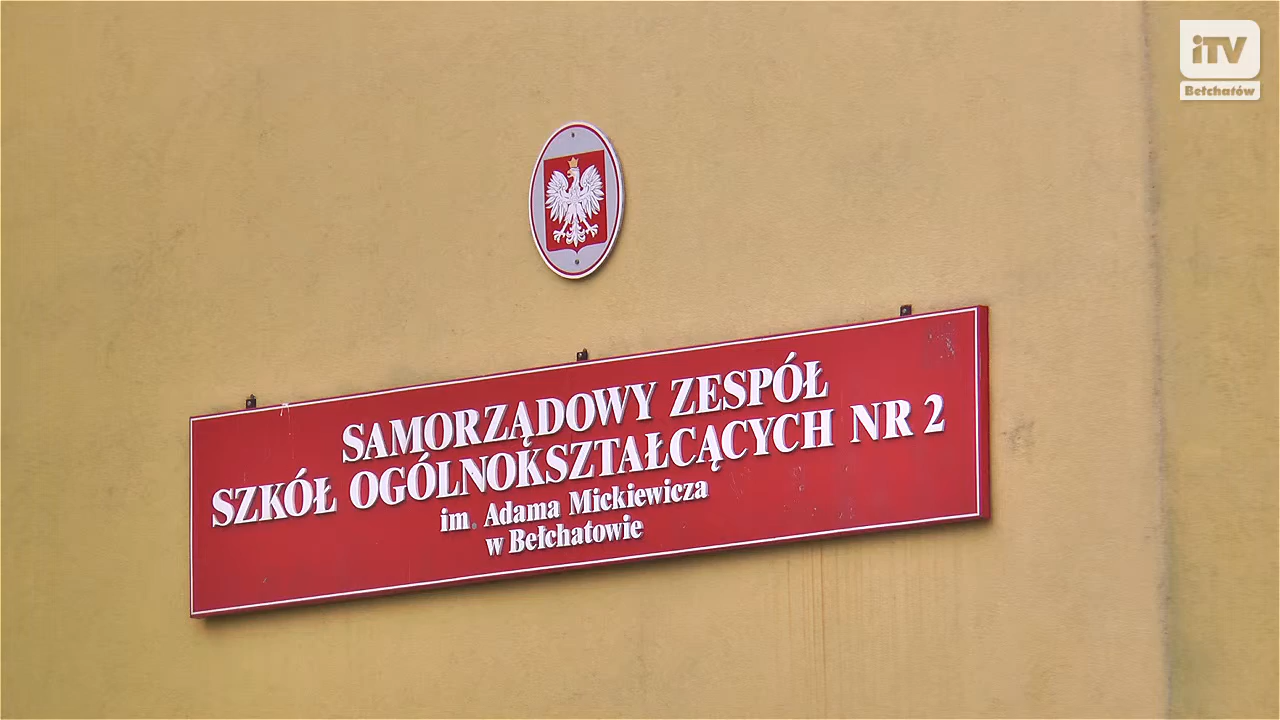 iTV
Bełchatów
SAMORZĄDOWY ZESPÓŁ
SZKÓŁ OGÓLNOKSZTAŁCĄCYCH NR 2
im. Adama Mickiewicza
w Bełchatowie